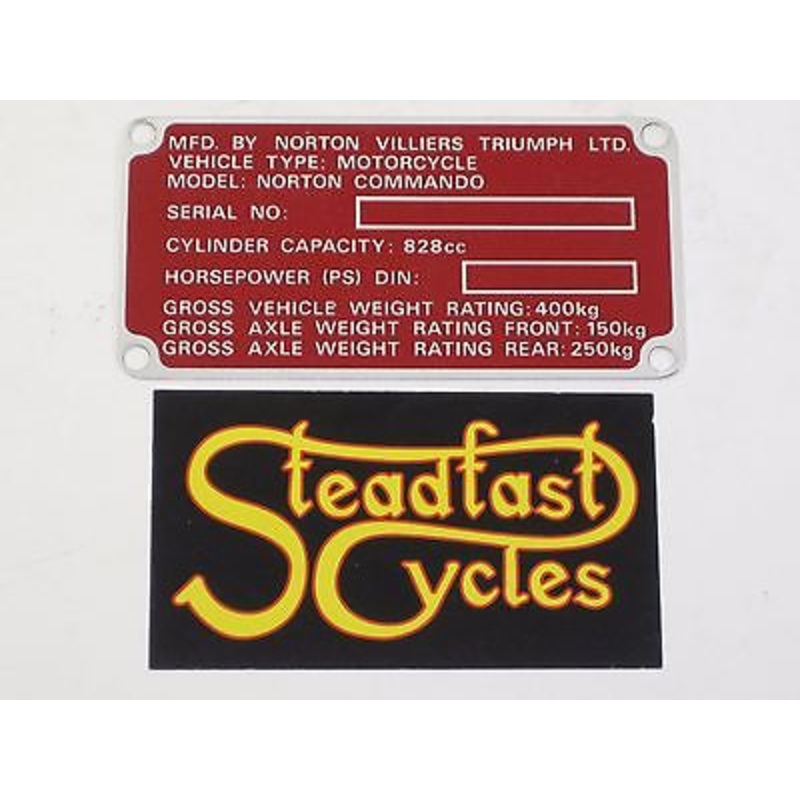 MFD. BY NORTON VILLIERS TRIUMPH LTD.
VEHICLE TYPE: MOTORCYCLE
MODEL: NORTON COMMANDO
SERIAL NO:
CYLINDER CAPACITY: 828cc
HORSEPOWER (PS) DIN:
GROSS VEHICLE WEIGHT RATING: 400kg
GROSS AXLE WEIGHT RATING FRONT: 150kg
GROSS AXLE WEIGHT RATING REAR: 250kg
Steadfast
Cycles